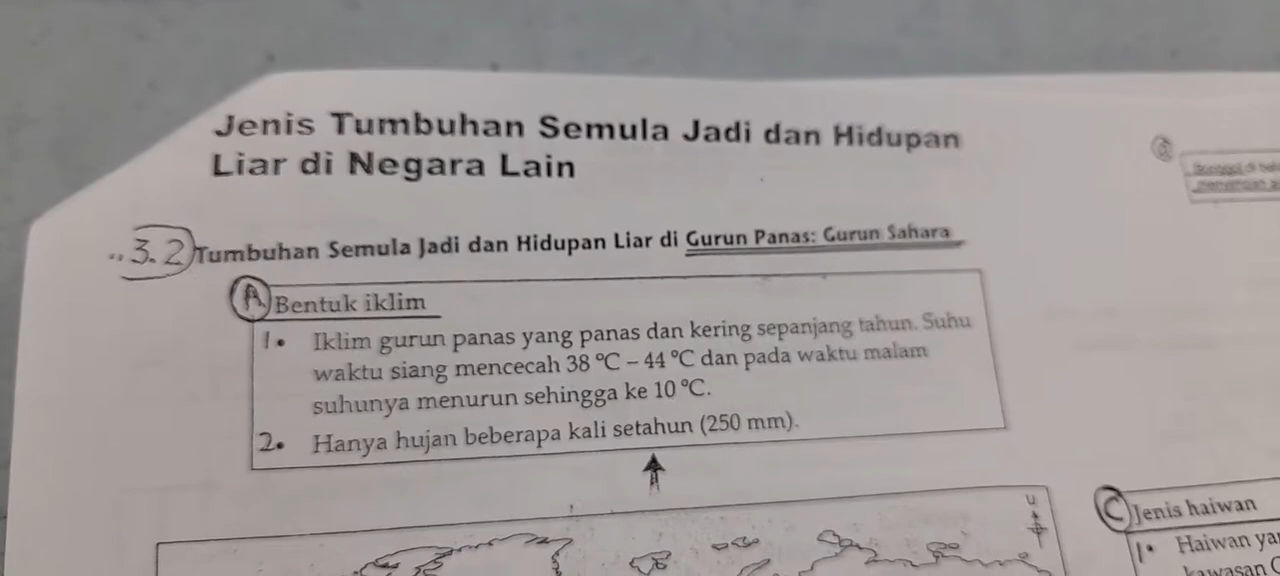 Jenis Tumbuhan Semula Jadi dan Hidupan
Liar di Negara Lain
3.2 Tumbuhan Semula Jadi dan Hidupan Liar di Gurun Panas: Gurun Sahara
A Bentuk iklim
1. Iklim gurun panas yang panas dan kering sepanjang tahun. Suhu
waktu siang mencecah 38 °C – 44 °C dan pada waktu malam
suhunya menurun sehingga ke 10 °C.
2. Hanya hujan beberapa kali setahun (250 mm).
U
C Jenis haiwan
1. Haiwan
kawasan